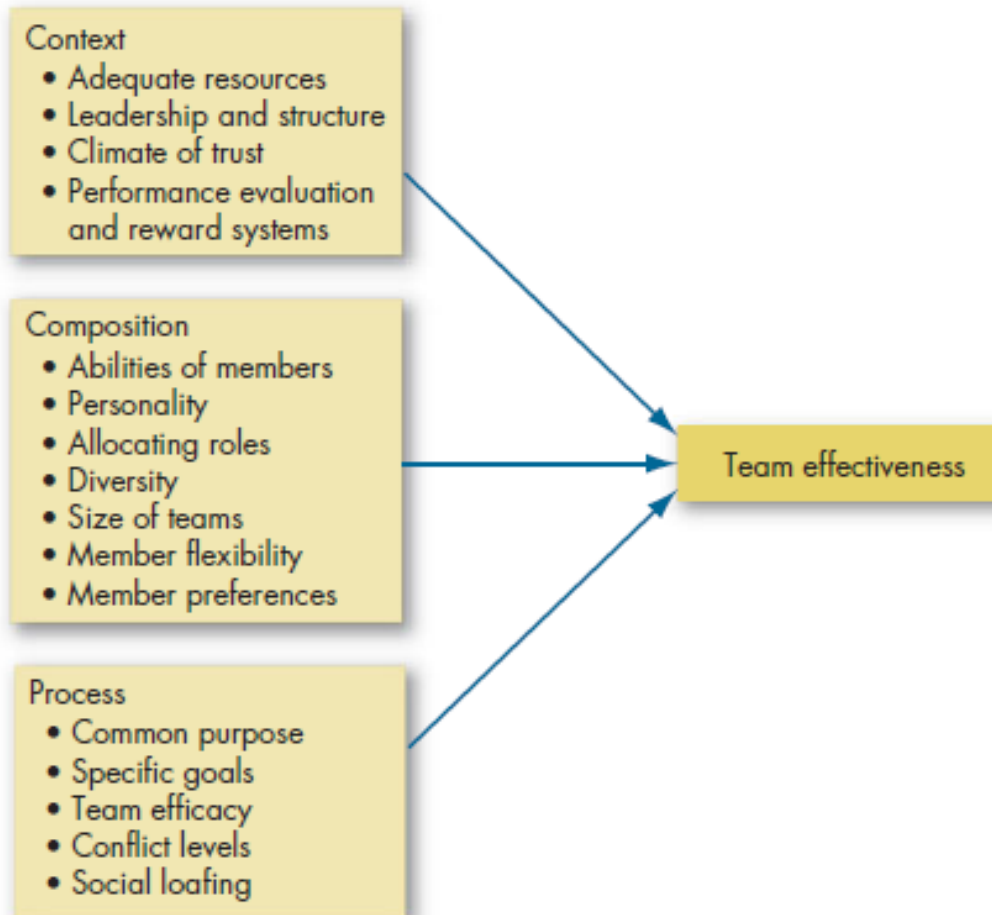 Context
• Adequate resources
• Leadership and structure
• Climate of trust
• Performance evaluation
and reward systems
Composition
• Abilities of members
• Personality
• Allocating roles
• Diversity
• Size of teams
• Member flexibility
• Member preferences
Team effectiveness
Process
• Common purpose
• Specific goals
• Team efficacy
• Conflict levels
• Social loafing